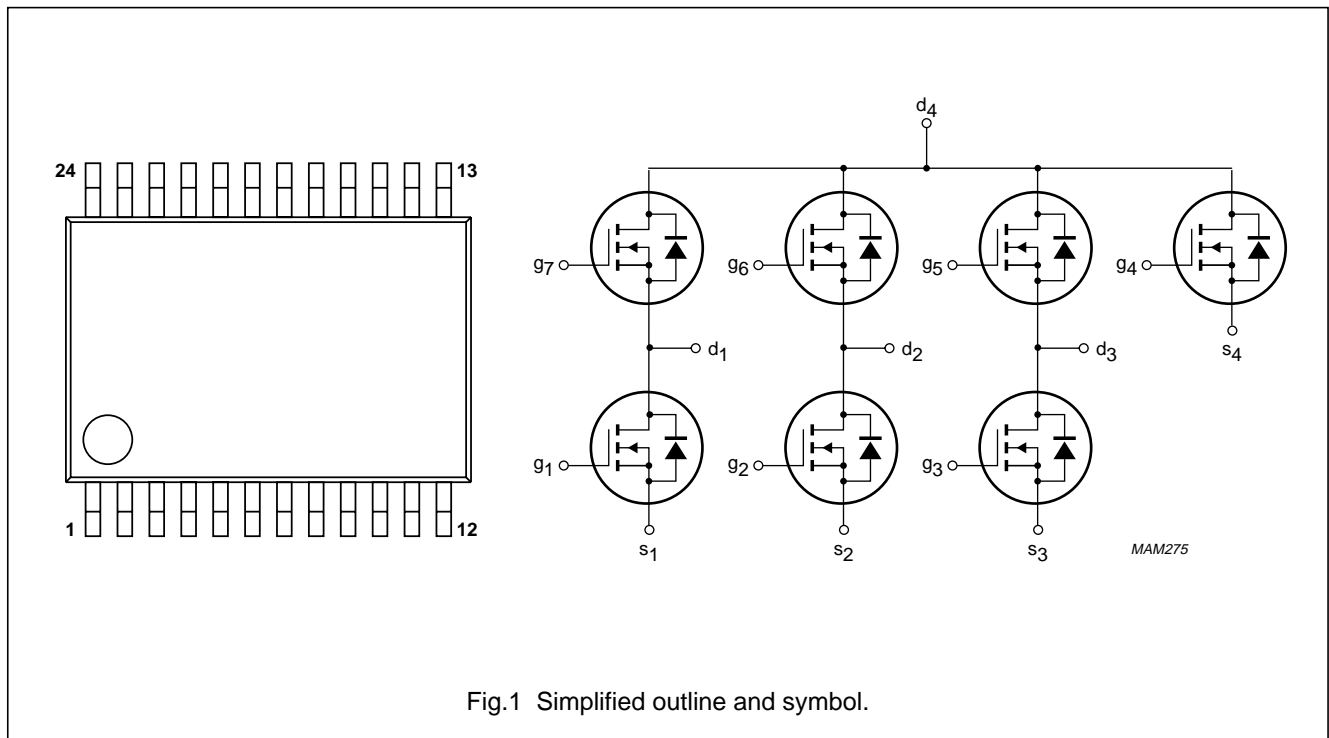 d4
24 13
g7 g6 g5 g4
s4
d1 d2 d3
g1 g2 g3
1 12
s1 s2 s3
MAM275
Fig.1 Simplified outline and symbol.